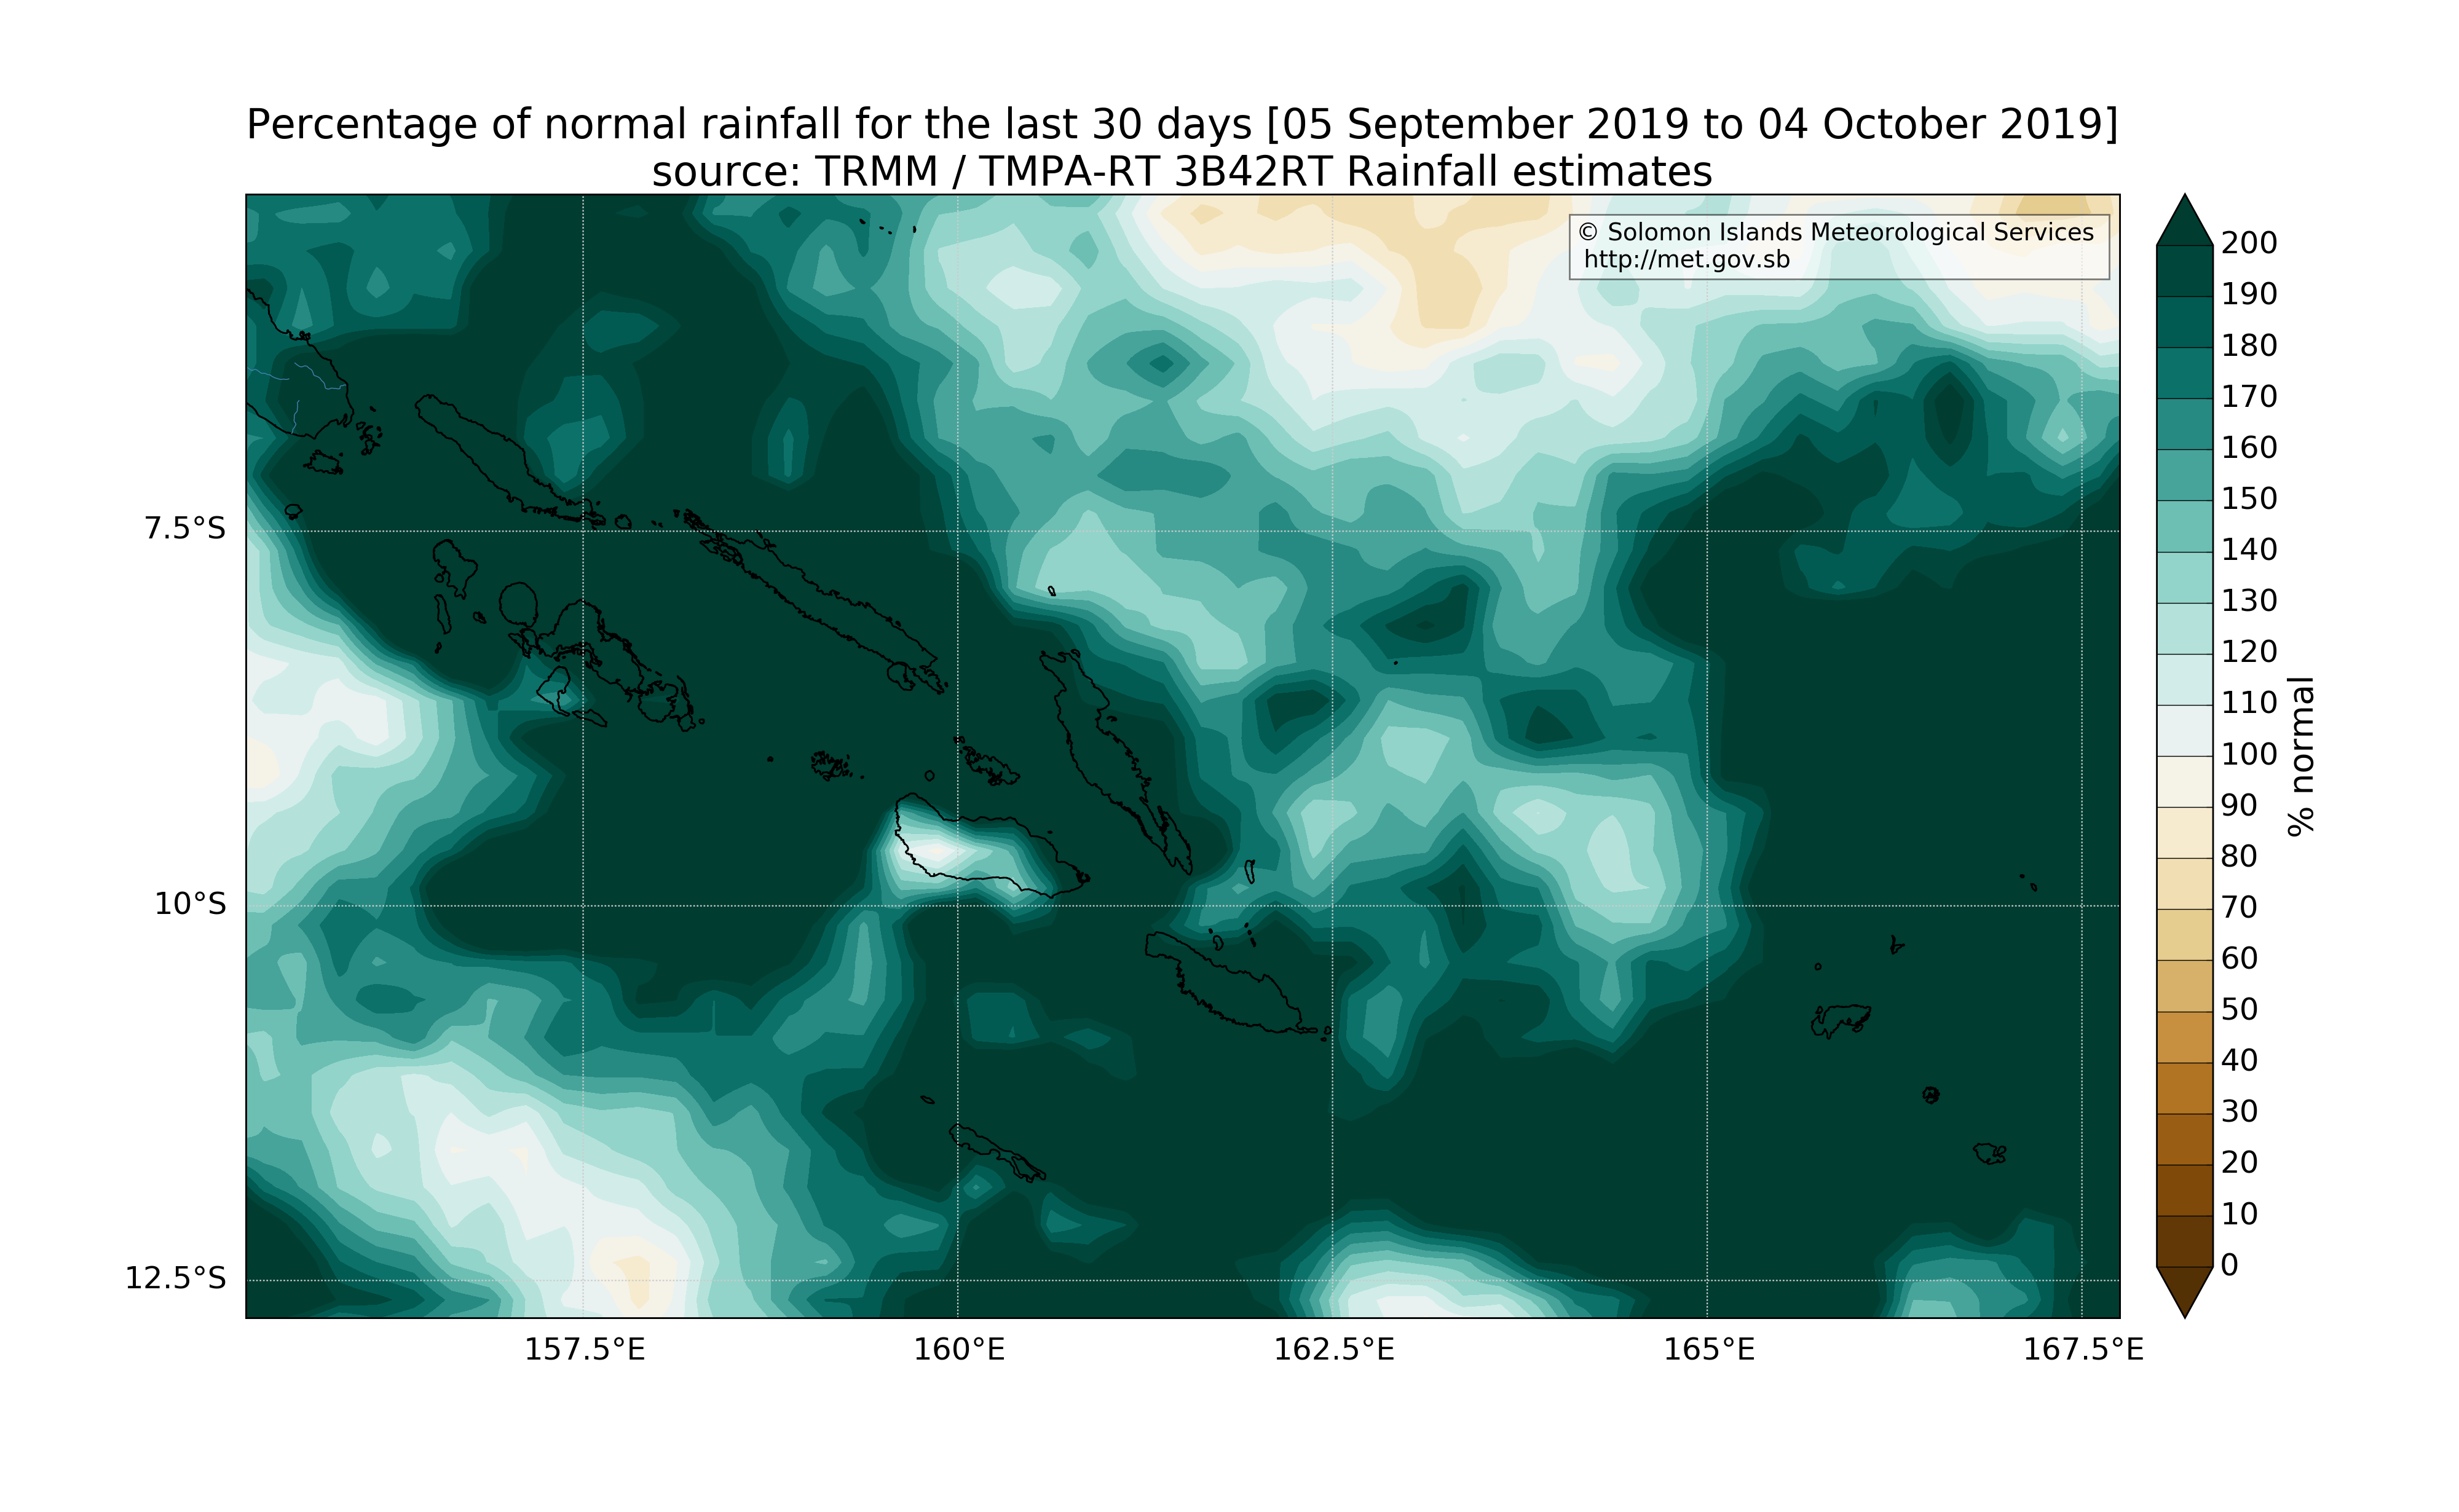 Percentage of normal rainfall for the last 30 days [05 September 2019 to 04 October 2019]
source: TRMM / TMPA-RT 3B42RT Rainfall estimates
© Solomon Islands Meteorological Services
http://met.gov.sb
7.5°S
10°S
12.5°S
157.5°E
160°E
162.5°E
165°E
167.5°E
200
190
180
170
160
150
140
130
120
110
100
90
80
70
60
50
40
30
20
10
0
% normal